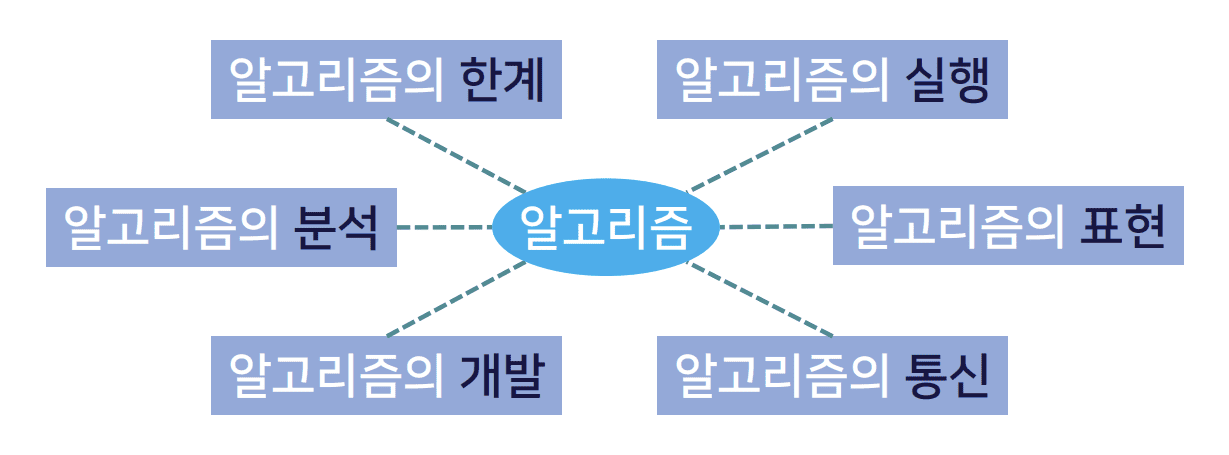 알고리즘의 한계
알고리즘의 실행
알고리즘의 분석
알고리즘
알고리즘의 표현
알고리즘의 개발
알고리즘의 통신